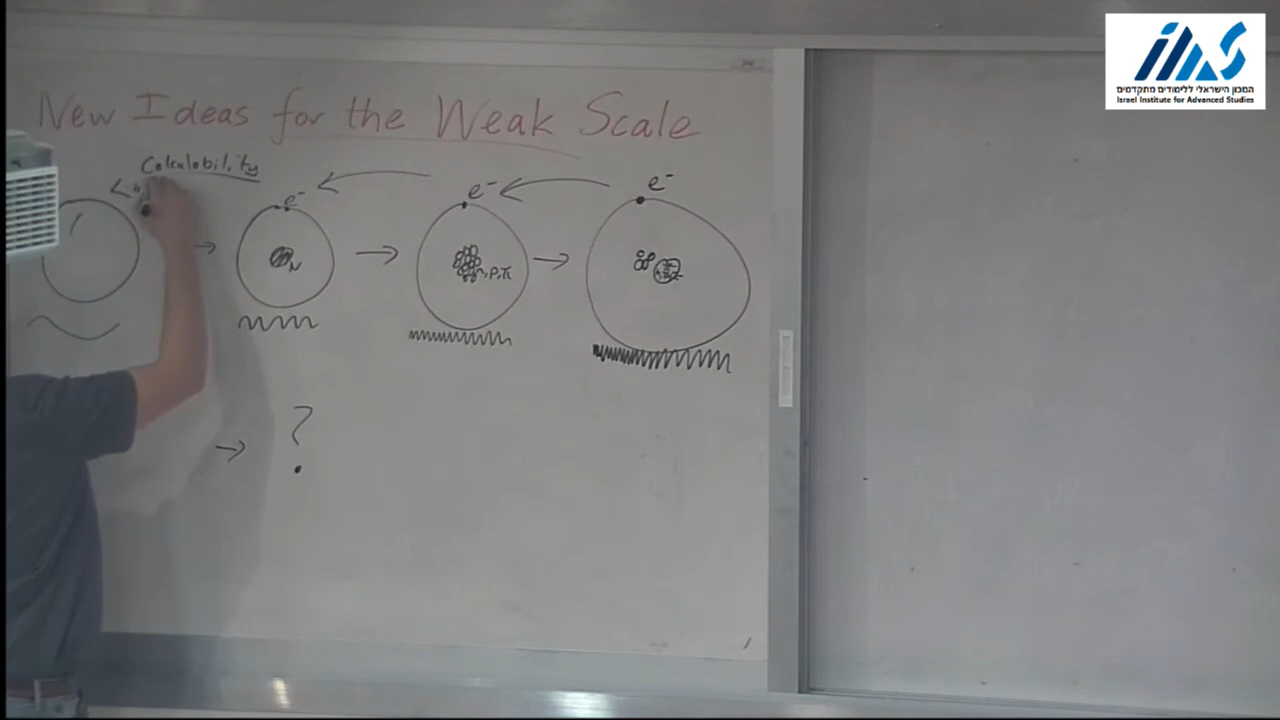 המכון הישראלי ללימודים מתקדמים
Israel Institute for Advanced Studies
New Ideas for the Weak Scale
Calculability
e⁻ e⁻ e⁻
N
n, p, π
?